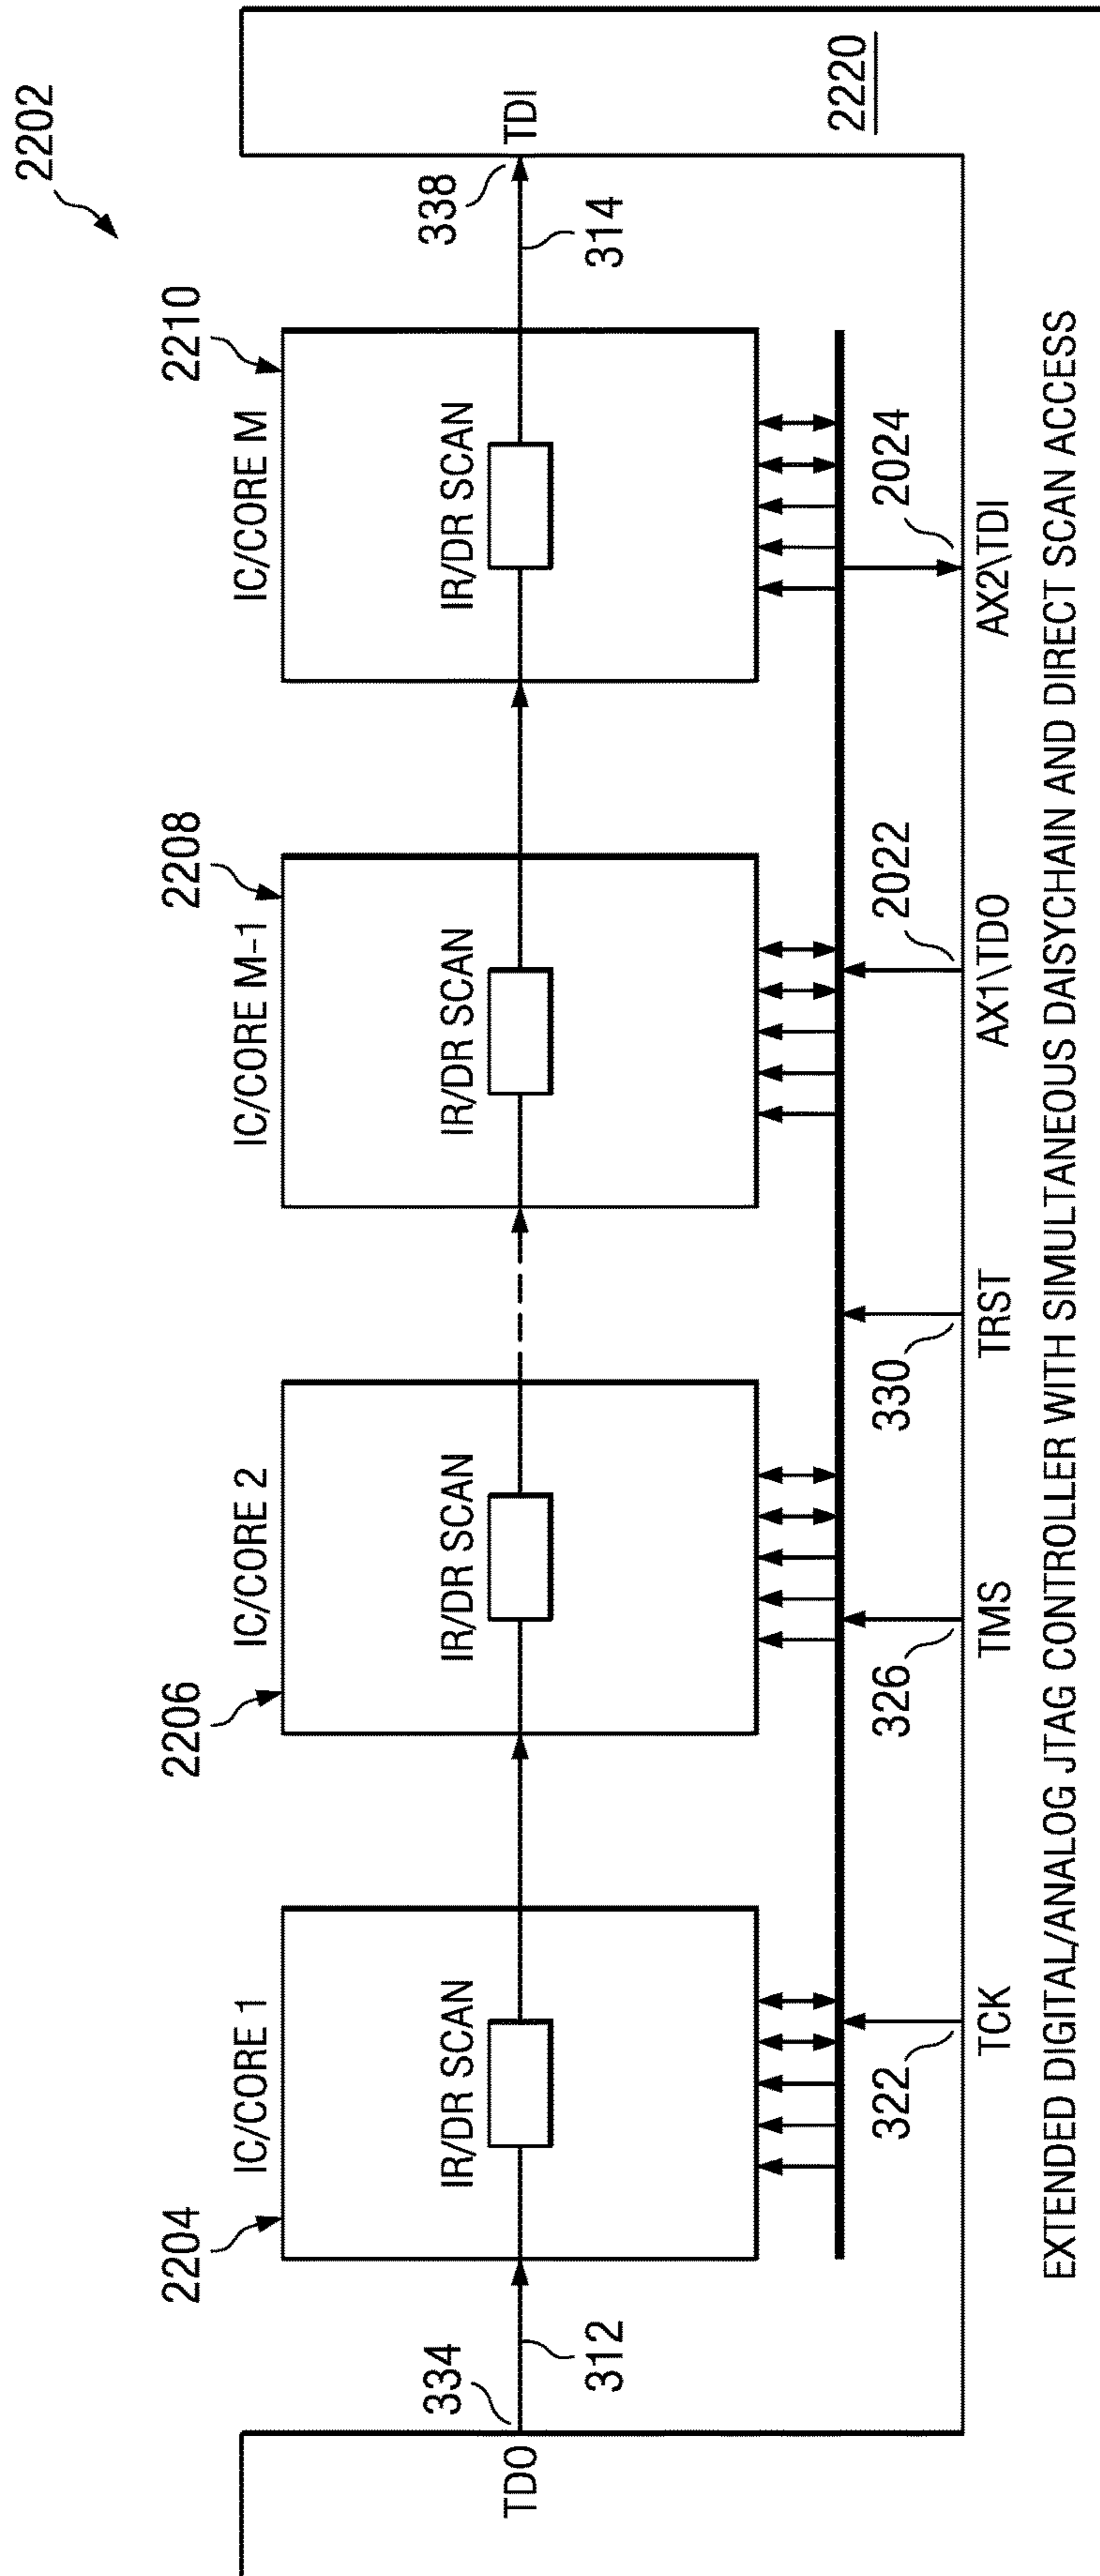 2202
2204
IC/CORE 1
2206
IC/CORE 2
IC/CORE M-1
2208
IC/CORE M
2210
IR/DR SCAN
IR/DR SCAN
IR/DR SCAN
IR/DR SCAN
TDO
334
312
338
314
TDI
322
326
330
2022
2024
2220
TCK
TMS
TRST
AX1\TDO
AX2\TDI
EXTENDED DIGITAL/ANALOG JTAG CONTROLLER WITH SIMULTANEOUS DAISYCHAIN AND DIRECT SCAN ACCESS